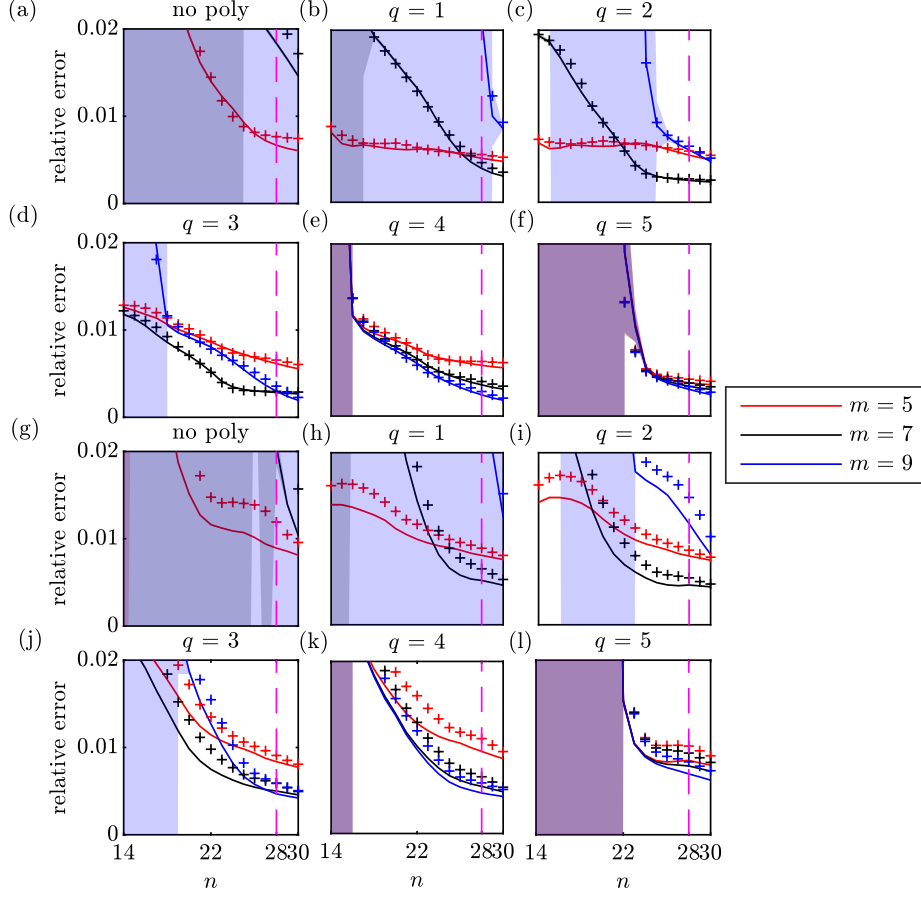 (a) no poly (b) q = 1 (c) q = 2
0.02
0.01
0
relative error
(d) q = 3 (e) q = 4 (f) q = 5
0.02
0.01
0
relative error
m = 5
m = 7
m = 9
(g) no poly (h) q = 1 (i) q = 2
0.02
0.01
0
relative error
(j) q = 3 (k) q = 4 (l) q = 5
0.02
0.01
0
relative error
14 22 2830 14 22 2830 14 22 2830
n n n